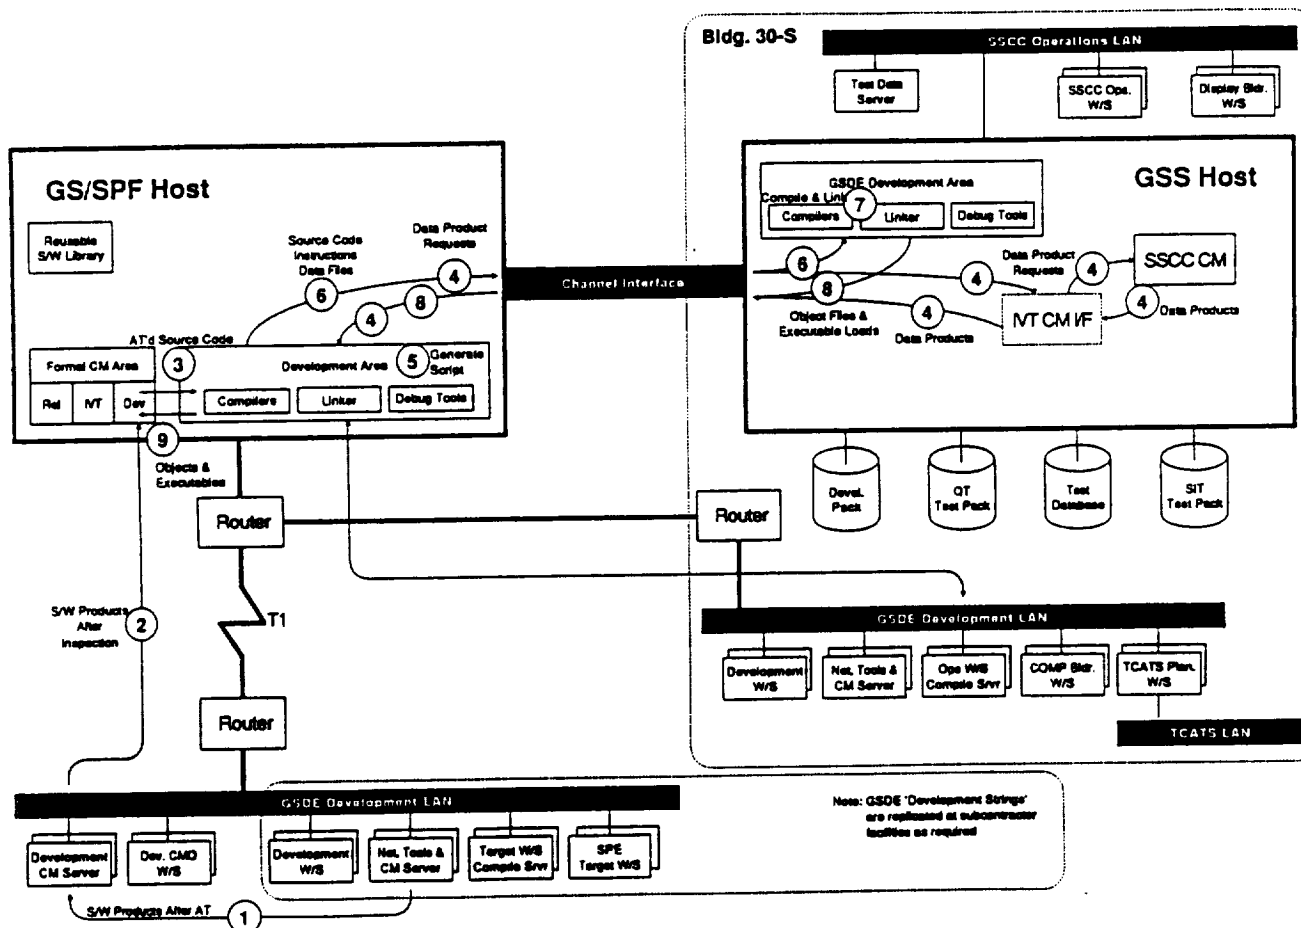 Bldg. 30-S
SSCC Operations LAN
Test Data
Server
SSCC Ops.
W/S
Display Bldr.
W/S
GS/SPF Host
Reusable
S/W Library
Source Code
Instructions
Data Files
Data Product
Requests
6
4
4
8
AT'd Source Code
3
Formal CM Area
Rel
IVT
Dev
Development Area
5
Generate
Script
Compilers
Linker
Debug Tools
9
Objects &
Executables
Channel Interface
GSS Host
GSDE Development Area
Compile & Link
7
Compilers
Linker
Debug Tools
6
8
Object Files &
Executable Loads
4
Data Product
Requests
4
SSCC CM
4
Data Products
IVT CM I/F
4
Data Products
Devel.
Pack
QT
Test Pack
Test
Database
SIT
Test Pack
Router
Router
T1
S/W Products
After
Inspection
2
Router
GSDE Development LAN
Development
W/S
Net, Tools &
CM Server
Ops W/S
Compile Srvr
COMP Bldr.
W/S
TCATS Plan.
W/S
TCATS LAN
GSDE Development LAN
Development
CM Server
Dev. CMO
W/S
Development
W/S
Net, Tools &
CM Server
Target W/S
Compile Srvr
SPE
Target W/S
Note: GSDE 'Development Strings'
are replicated at subcontractor
facilities as required
S/W Products After AT
1